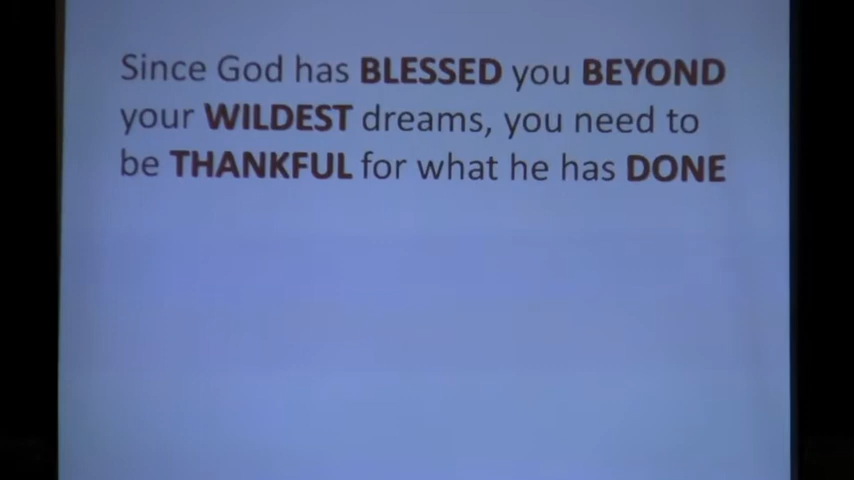 Since God has BLESSED you BEYOND
your WILDEST dreams, you need to
be THANKFUL for what he has DONE